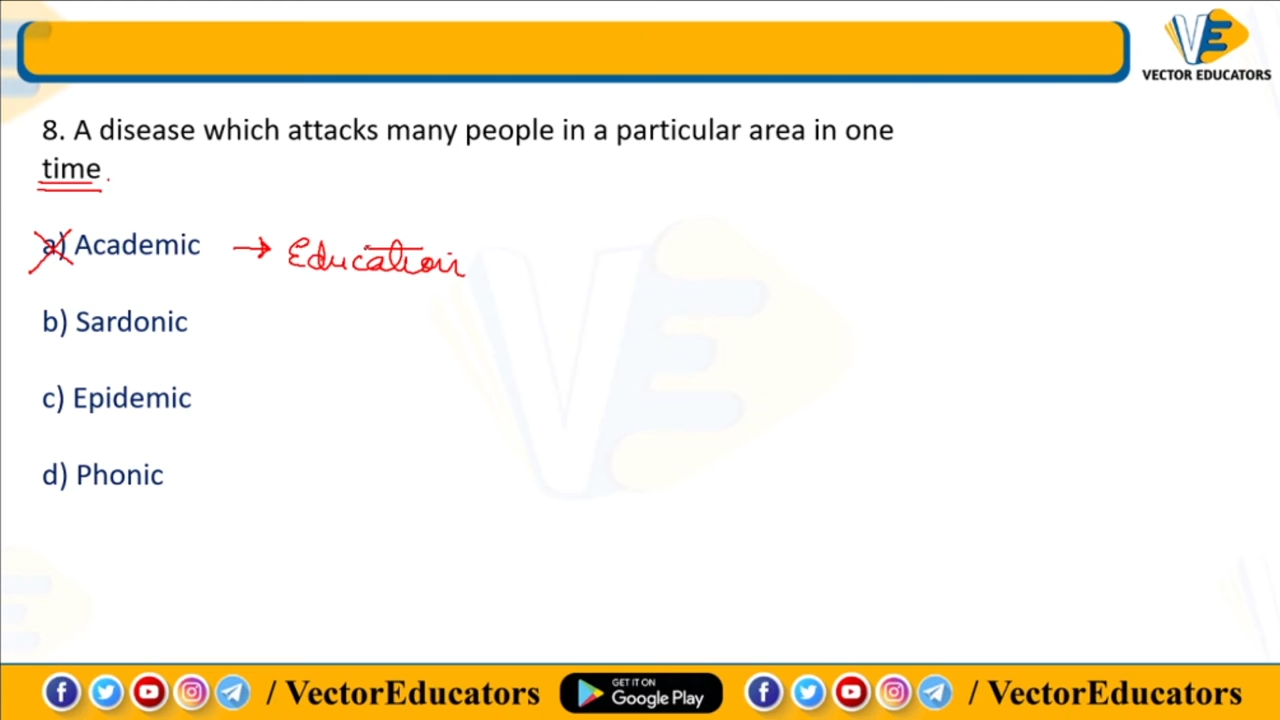 VECTOR EDUCATORS
8. A disease which attacks many people in a particular area in one
time.
a) Academic → Education
b) Sardonic
c) Epidemic
d) Phonic
/ VectorEducators GET IT ON Google Play / VectorEducators